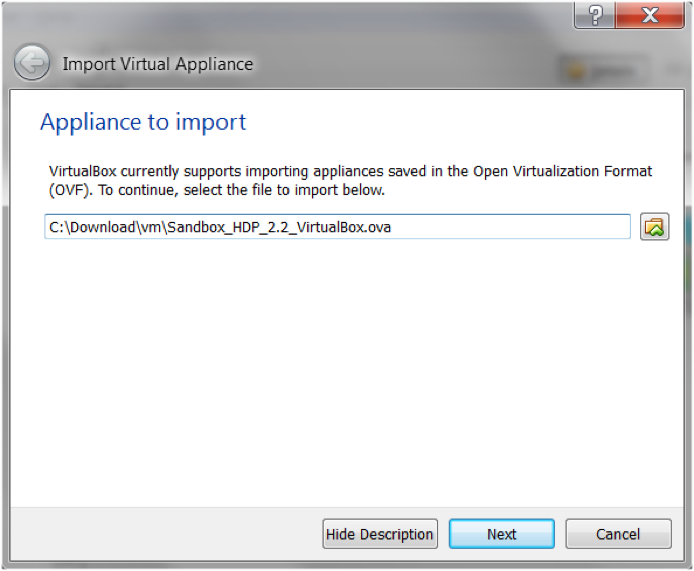 ?
X
Import Virtual Appliance
Appliance to import
VirtualBox currently supports importing appliances saved in the Open Virtualization Format
(OVF). To continue, select the file to import below.
C:\Download\vm\Sandbox_HDP_2.2_VirtualBox.ova
Hide Description
Next
Cancel